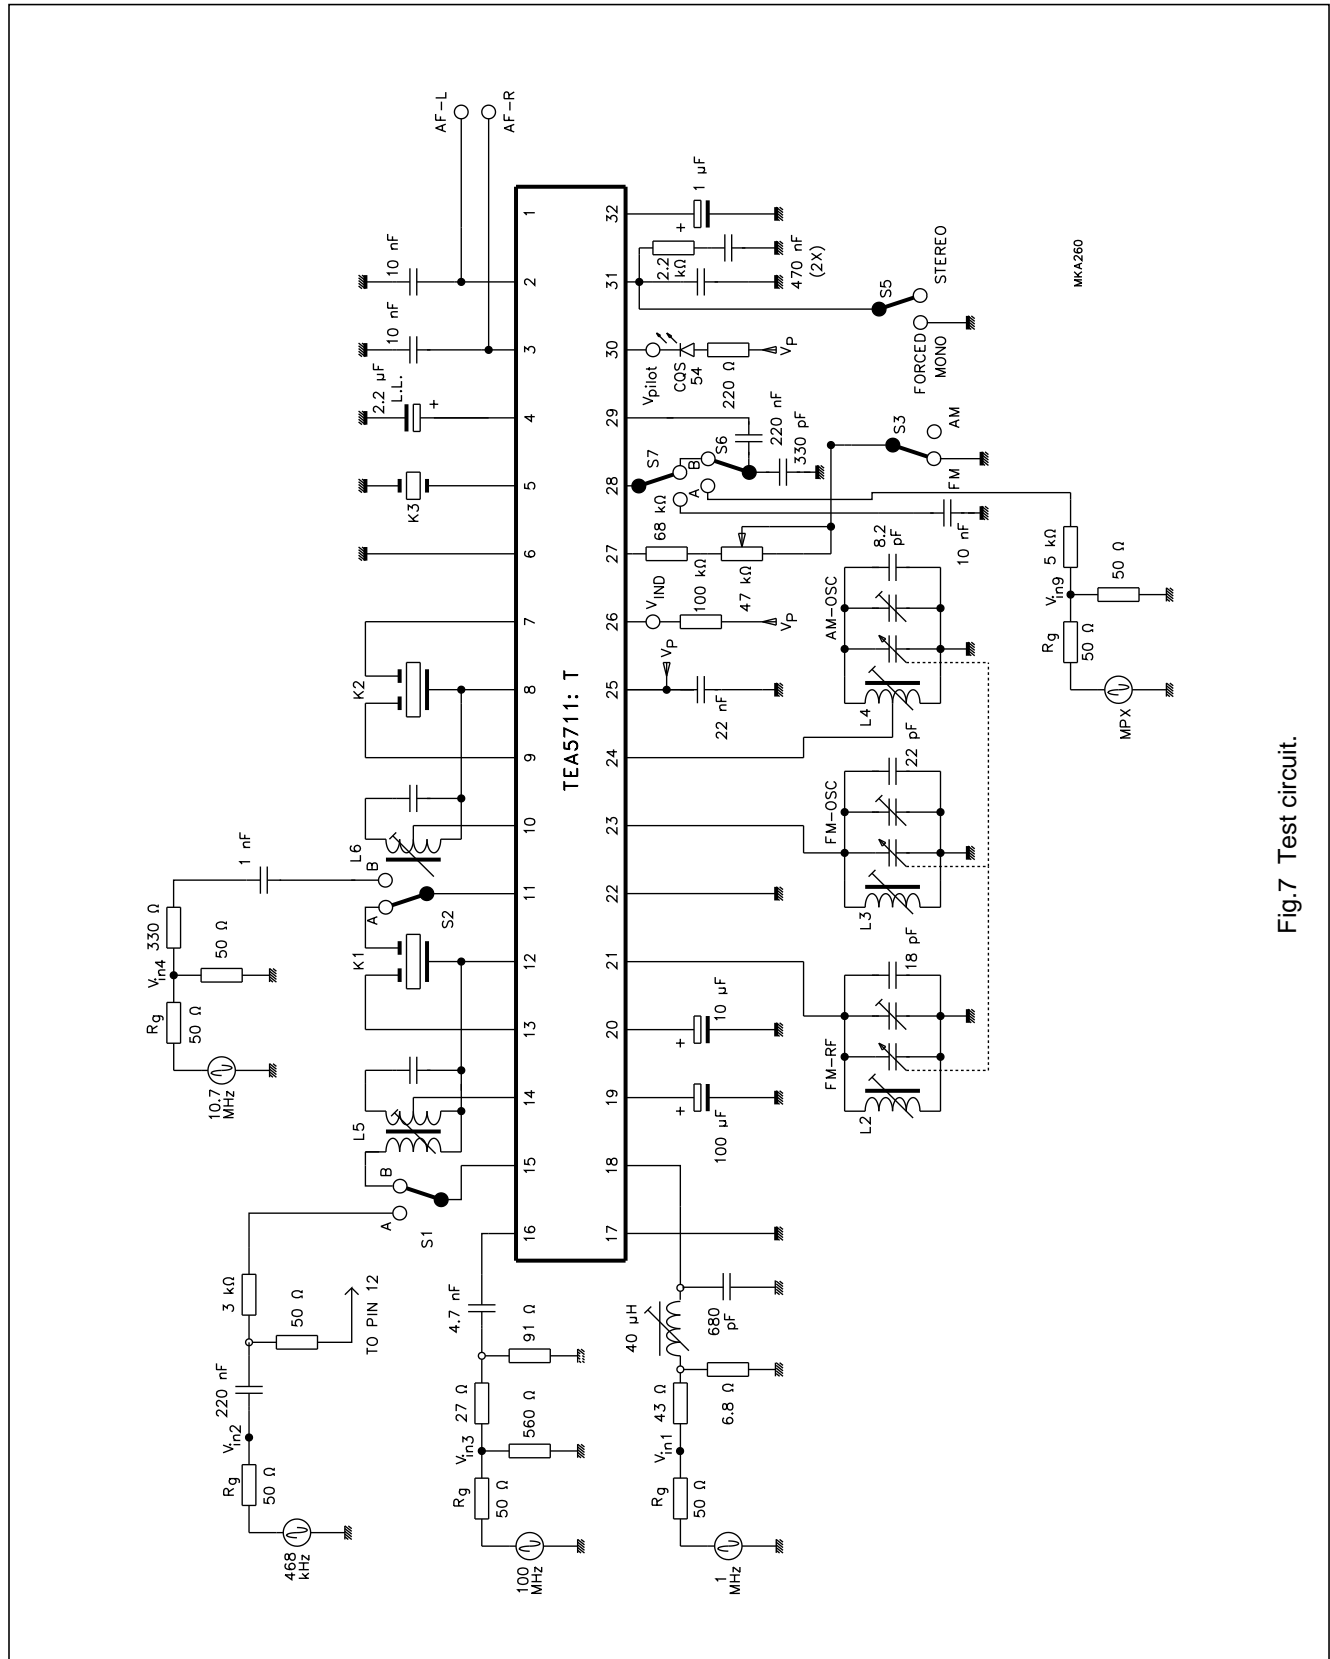 AF-L
AF-R
10 nF
10 nF
2.2 µF
L.L.
+
K3
K2
L6
B
A
S2
K1
L5
B
A
S1
1 nF
330 Ω
50 Ω
Vin4
Rg
50 Ω
10.7
MHz
3 kΩ
50 Ω
TO PIN 12
220 nF
Vin2
Rg
50 Ω
468
kHz
4.7 nF
91 Ω
27 Ω
560 Ω
Vin3
Rg
50 Ω
100
MHz
1
2
3
4
5
6
7
8
9
10
11
12
13
14
15
16
TEA5711: T
32
31
30
29
28
27
26
25
24
23
22
21
20
19
18
17
1 µF
+
2.2
kΩ
470 nF
(2X)
S5
STEREO
FORCED
MONO
Vpilot
CQS
54
220 Ω
VP
220 nF
330 pF
S6
S7
B
A
S3
AM
FM
10 nF
68 kΩ
47 kΩ
VIND
100 kΩ
VP
VP
22 nF
AM-OSC
8.2
pF
L4
FM-OSC
22 pF
L3
FM-RF
18 pF
L2
5 kΩ
50 Ω
Vin9
Rg
50 Ω
MPX
10 µF
+
100 µF
+
40 µH
680
pF
43 Ω
6.8 Ω
Vin1
Rg
50 Ω
1
MHz
MKA260
Fig.7 Test circuit.